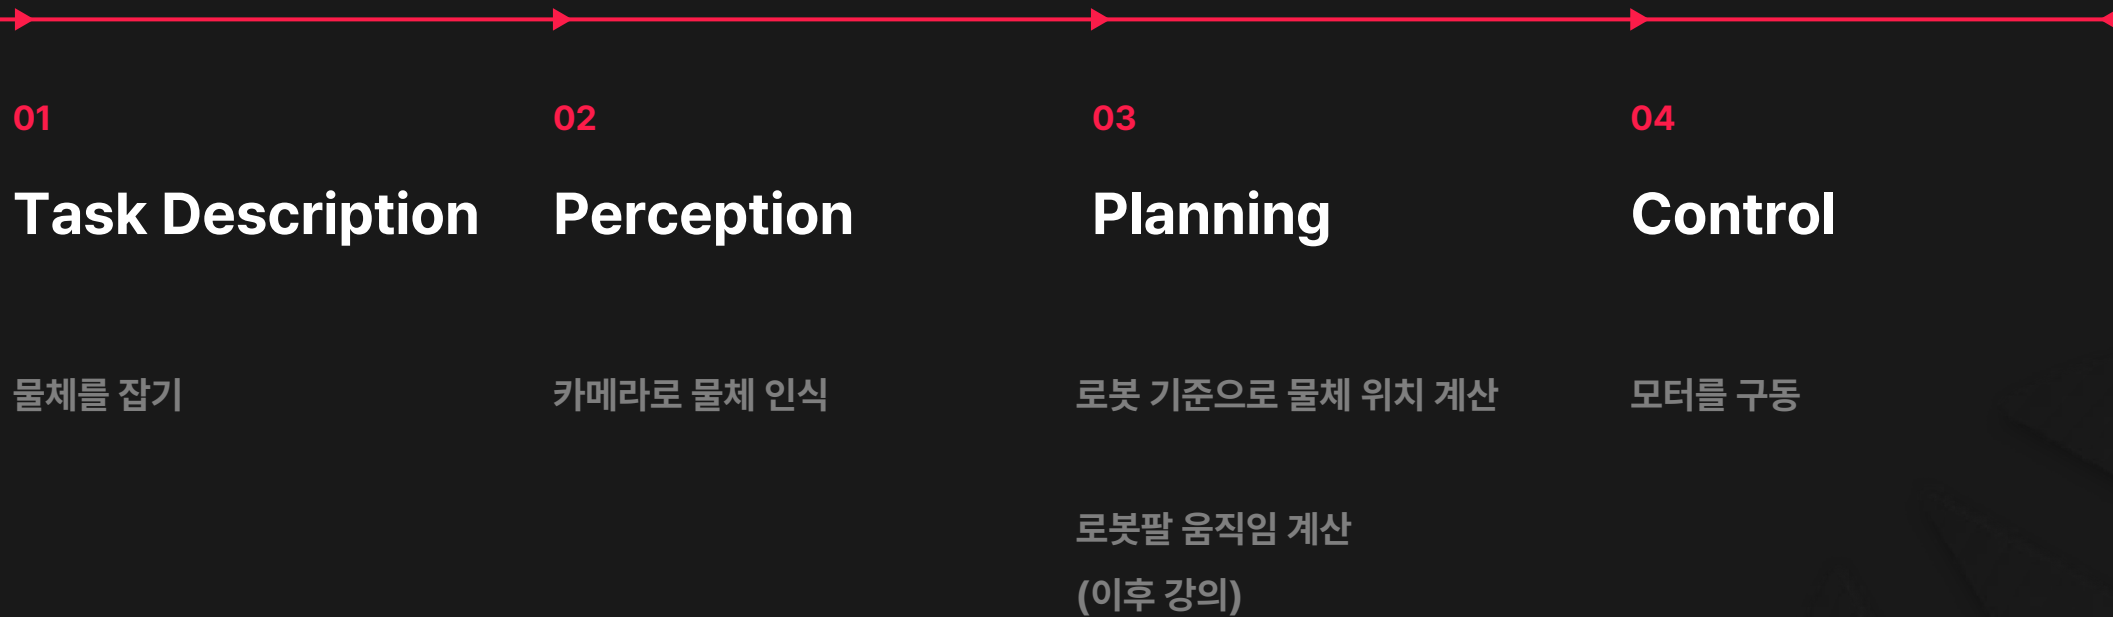 01
Task Description
물체를 잡기
02
Perception
카메라로 물체 인식
03
Planning
로봇 기준으로 물체 위치 계산
로봇팔 움직임 계산
(이후 강의)
04
Control
모터를 구동